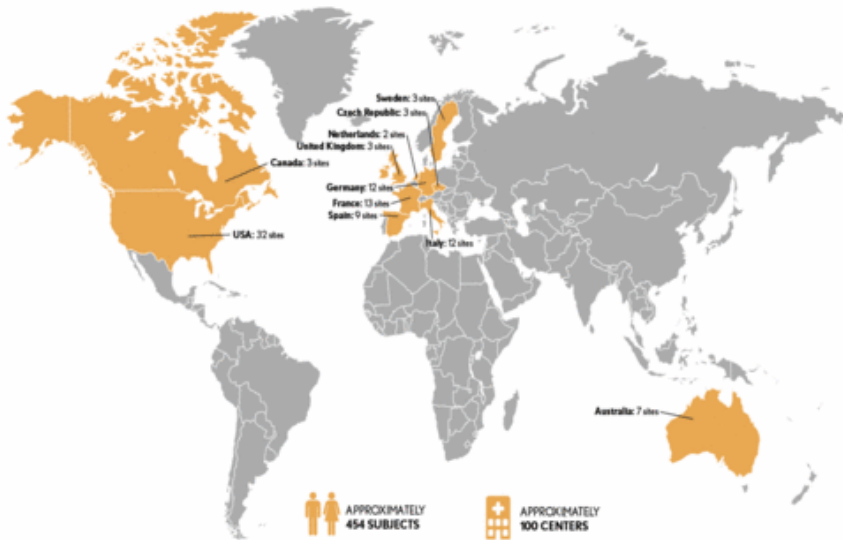 Sweden: 3 sites
Czech Republic: 3 sites
Netherlands: 2 sites
United Kingdom: 3 sites
Canada: 3 sites
Germany: 12 sites
France: 13 sites
Spain: 9 sites
USA: 32 sites
Italy: 12 sites
Australia: 7 sites
APPROXIMATELY
454 SUBJECTS
APPROXIMATELY
100 CENTERS